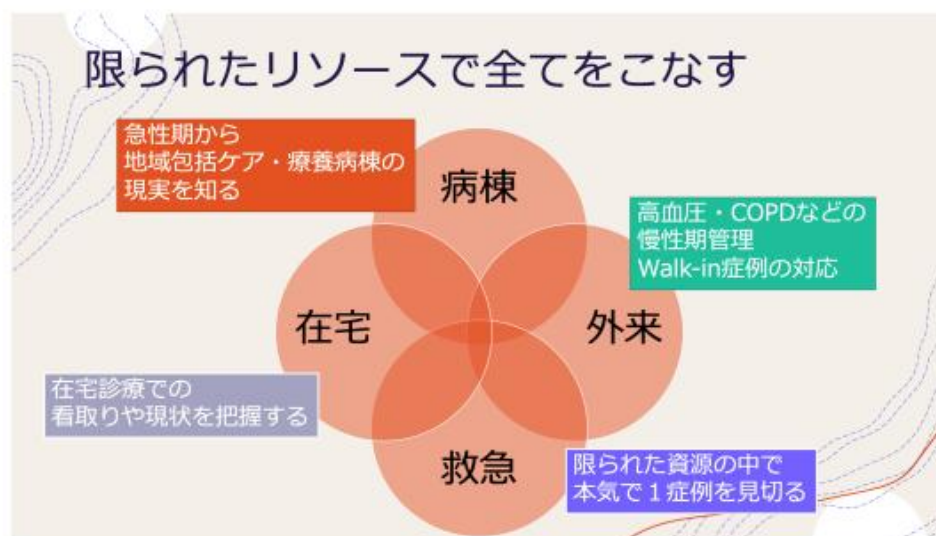 限られたリソースで全てをこなす
急性期から
地域包括ケア・療養病棟の
現実を知る
病棟
高血圧・COPDなどの
慢性期管理
Walk-in症例の対応
在宅
外来
在宅診療での
看取りや現状を把握する
救急
限られた資源の中で
本気で１症例を見切る